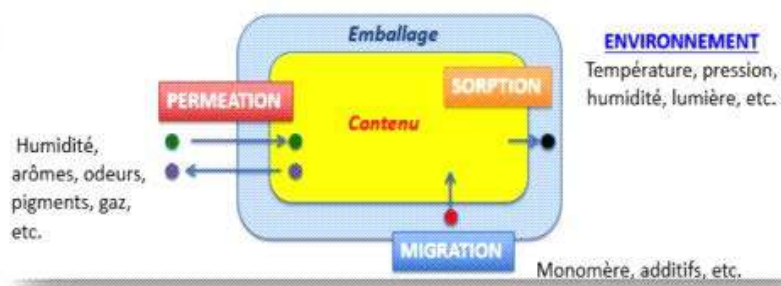 Emballage
ENVIRONNEMENT
Température, pression,
humidité, lumière, etc.
PERMEATION
SORPTION
Contenu
Humidité,
arômes, odeurs,
pigments, gaz,
etc.
MIGRATION
Monomère, additifs, etc.